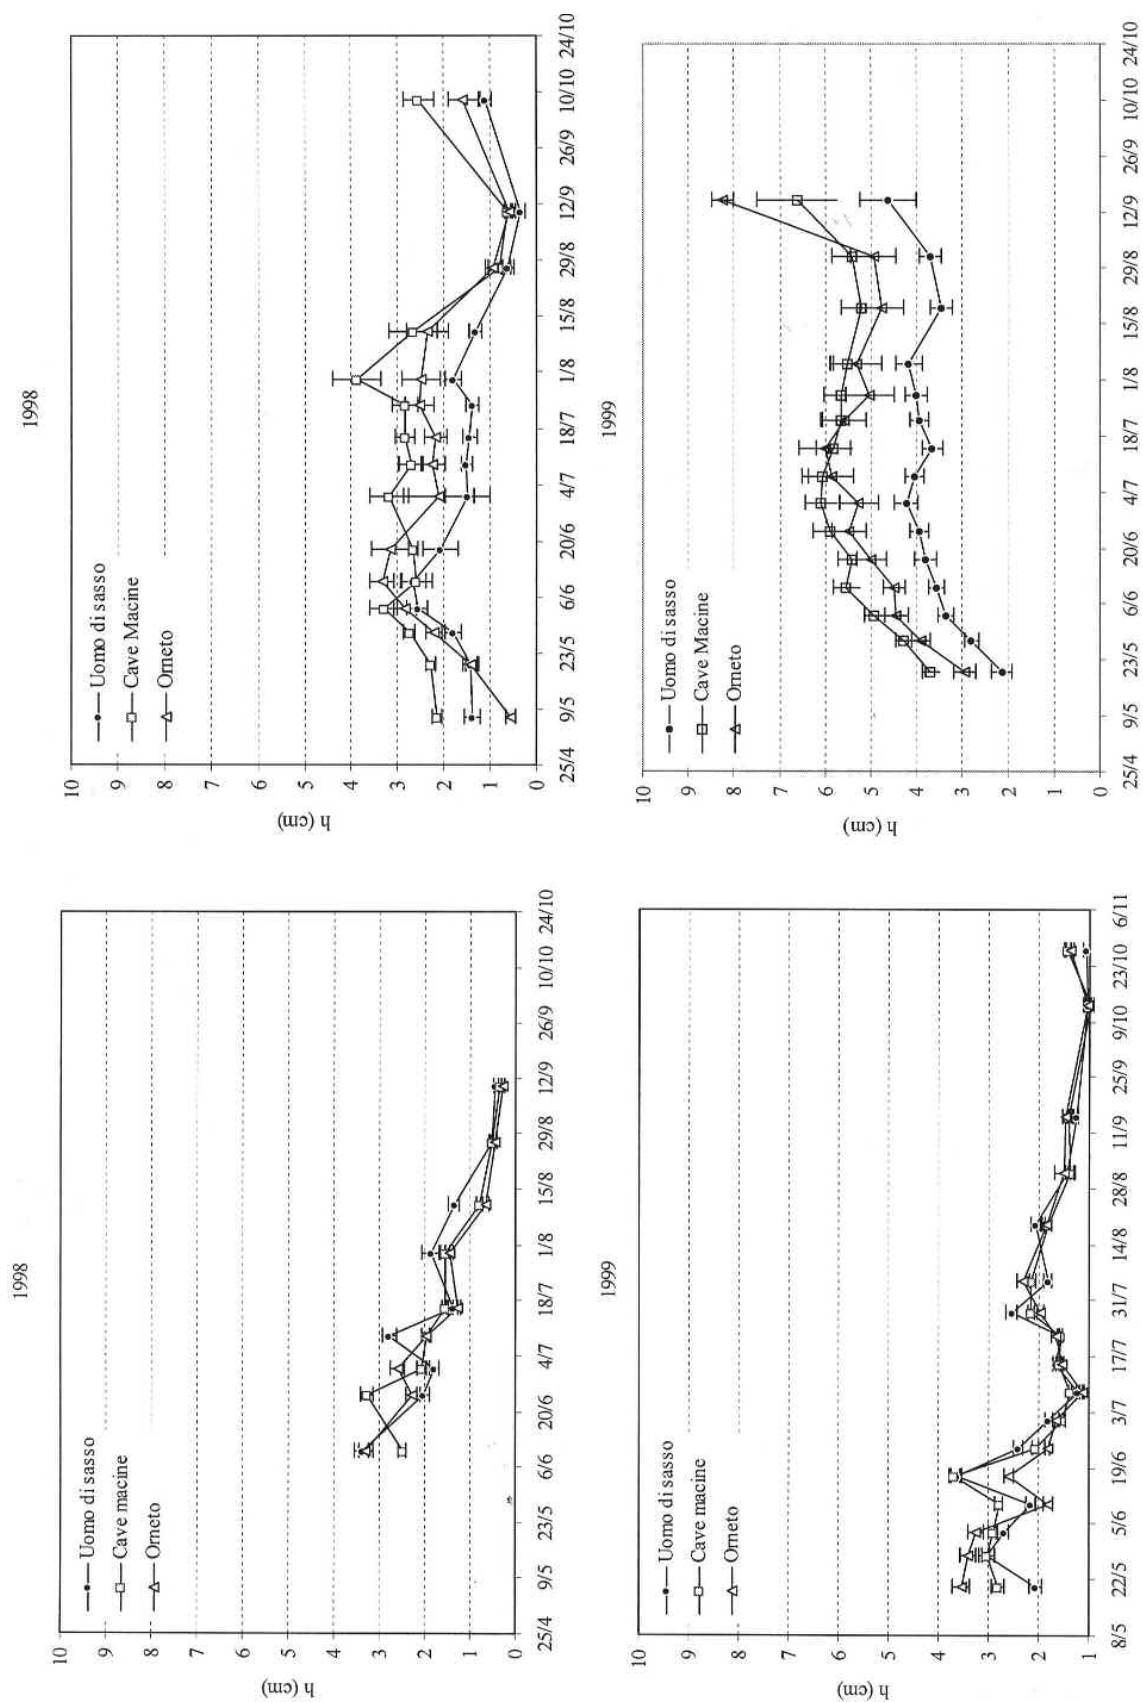 1998
10
9
8
7
6
5
4
3
2
1
0
h (cm)
Uomo di sasso
Cave macine
Orneto
25/4 9/5 23/5 6/6 20/6 4/7 18/7 1/8 15/8 29/8 12/9 26/9 10/10 24/10
1998
10
9
8
7
6
5
4
3
2
1
0
h (cm)
Uomo di sasso
Cave Macine
Orneto
25/4 9/5 23/5 6/6 20/6 4/7 18/7 1/8 15/8 29/8 12/9 26/9 10/10 24/10
1999
10
9
8
7
6
5
4
3
2
1
h (cm)
Uomo di sasso
Cave macine
Orneto
8/5 22/5 5/6 19/6 3/7 17/7 31/7 14/8 28/8 11/9 25/9 9/10 23/10 6/11
1999
10
9
8
7
6
5
4
3
2
1
0
h (cm)
Uomo di sasso
Cave Macine
Orneto
25/4 9/5 23/5 6/6 20/6 4/7 18/7 1/8 15/8 29/8 12/9 26/9 10/10 24/10